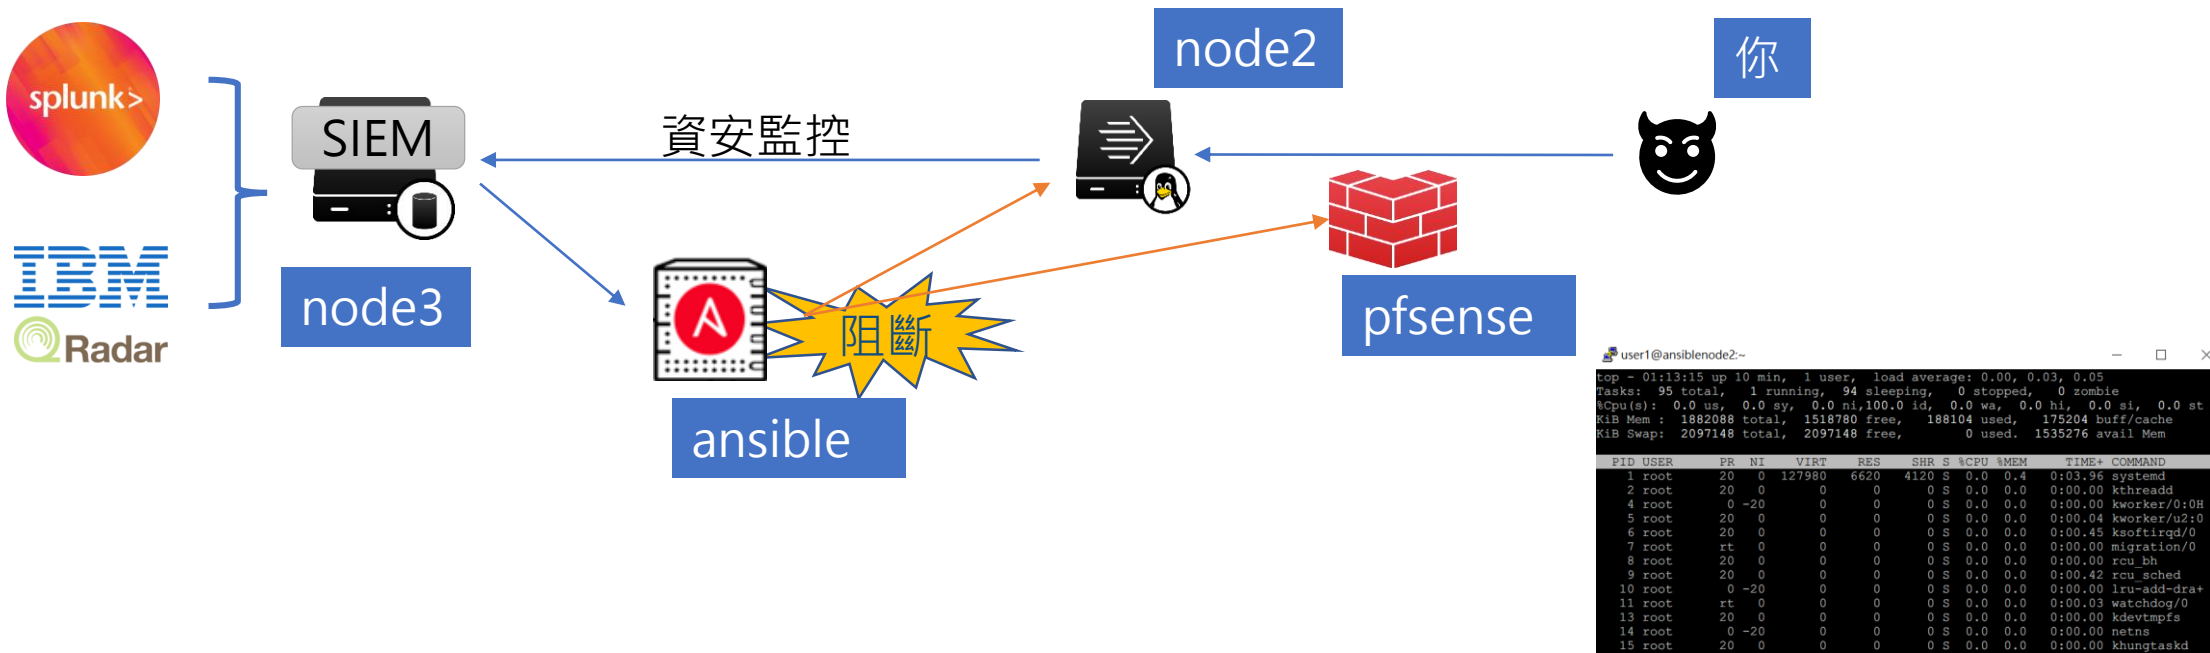 splunk>
IBM
QRadar
SIEM
node3
資安監控
ansible
阻斷
node2
pfsense
你
user1@ansiblenode2:~
top - 01:13:15 up 10 min,  1 user,  load average: 0.00, 0.03, 0.05
Tasks:  95 total,   1 running,  94 sleeping,   0 stopped,   0 zombie
%Cpu(s):  0.0 us,  0.0 sy,  0.0 ni,100.0 id,  0.0 wa,  0.0 hi,  0.0 si,  0.0 st
KiB Mem :  1882088 total,  1518780 free,   188104 used,   175204 buff/cache
KiB Swap:  2097148 total,  2097148 free,        0 used.  1535276 avail Mem
PID USER PR NI VIRT RES SHR S %CPU %MEM TIME+ COMMAND
1 root 20 0 127980 6620 4120 S 0.0 0.4 0:03.96 systemd
2 root 20 0 0 0 0 S 0.0 0.0 0:00.00 kthreadd
4 root 0 -20 0 0 0 S 0.0 0.0 0:00.00 kworker/0:0H
5 root 20 0 0 0 0 S 0.0 0.0 0:00.04 kworker/u2:0
6 root 20 0 0 0 0 S 0.0 0.0 0:00.45 ksoftirqd/0
7 root rt 0 0 0 0 S 0.0 0.0 0:00.00 migration/0
8 root 20 0 0 0 0 S 0.0 0.0 0:00.00 rcu_bh
9 root 20 0 0 0 0 S 0.0 0.0 0:00.42 rcu_sched
10 root 0 -20 0 0 0 S 0.0 0.0 0:00.00 lru-add-dra+
11 root rt 0 0 0 0 S 0.0 0.0 0:00.03 watchdog/0
13 root 20 0 0 0 0 S 0.0 0.0 0:00.00 kdevtmpfs
14 root 0 -20 0 0 0 S 0.0 0.0 0:00.00 netns
15 root 20 0 0 0 0 S 0.0 0.0 0:00.00 khungtaskd